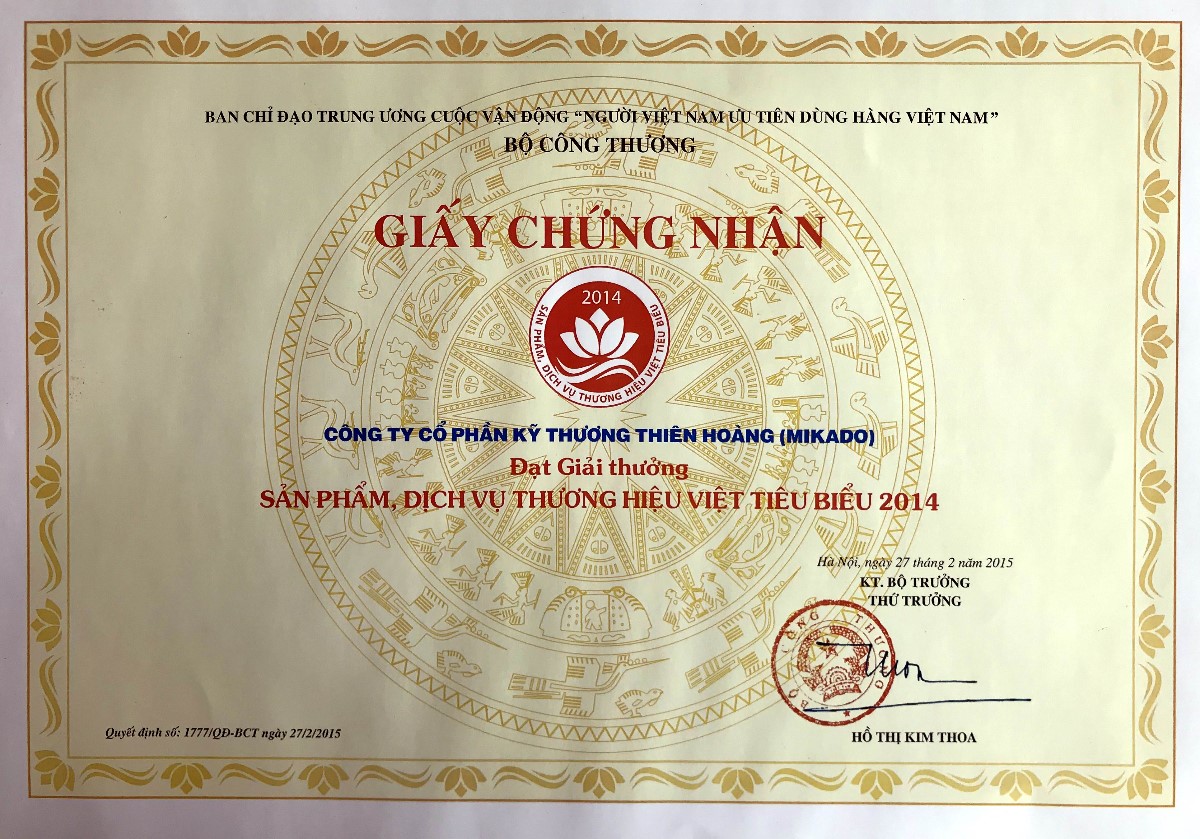 BAN CHỈ ĐẠO TRUNG ƯƠNG CUỘC VẬN ĐỘNG “NGƯỜI VIỆT NAM ƯU TIÊN DÙNG HÀNG VIỆT NAM”
BỘ CÔNG THƯƠNG
GIẤY CHỨNG NHẬN
2014
SẢN PHẨM, DỊCH VỤ THƯƠNG HIỆU VIỆT TIÊU BIỂU
CÔNG TY CỔ PHẦN KỸ THƯƠNG THIÊN HOÀNG (MIKADO)
Đạt Giải thưởng
SẢN PHẨM, DỊCH VỤ THƯƠNG HIỆU VIỆT TIÊU BIỂU 2014
Hà Nội, ngày 27 tháng 2 năm 2015
KT. BỘ TRƯỞNG
THỨ TRƯỞNG
BỘ CÔNG THƯƠNG
Thoa
HỒ THỊ KIM THOA
Quyết định số: 1777/QĐ-BCT ngày 27/2/2015